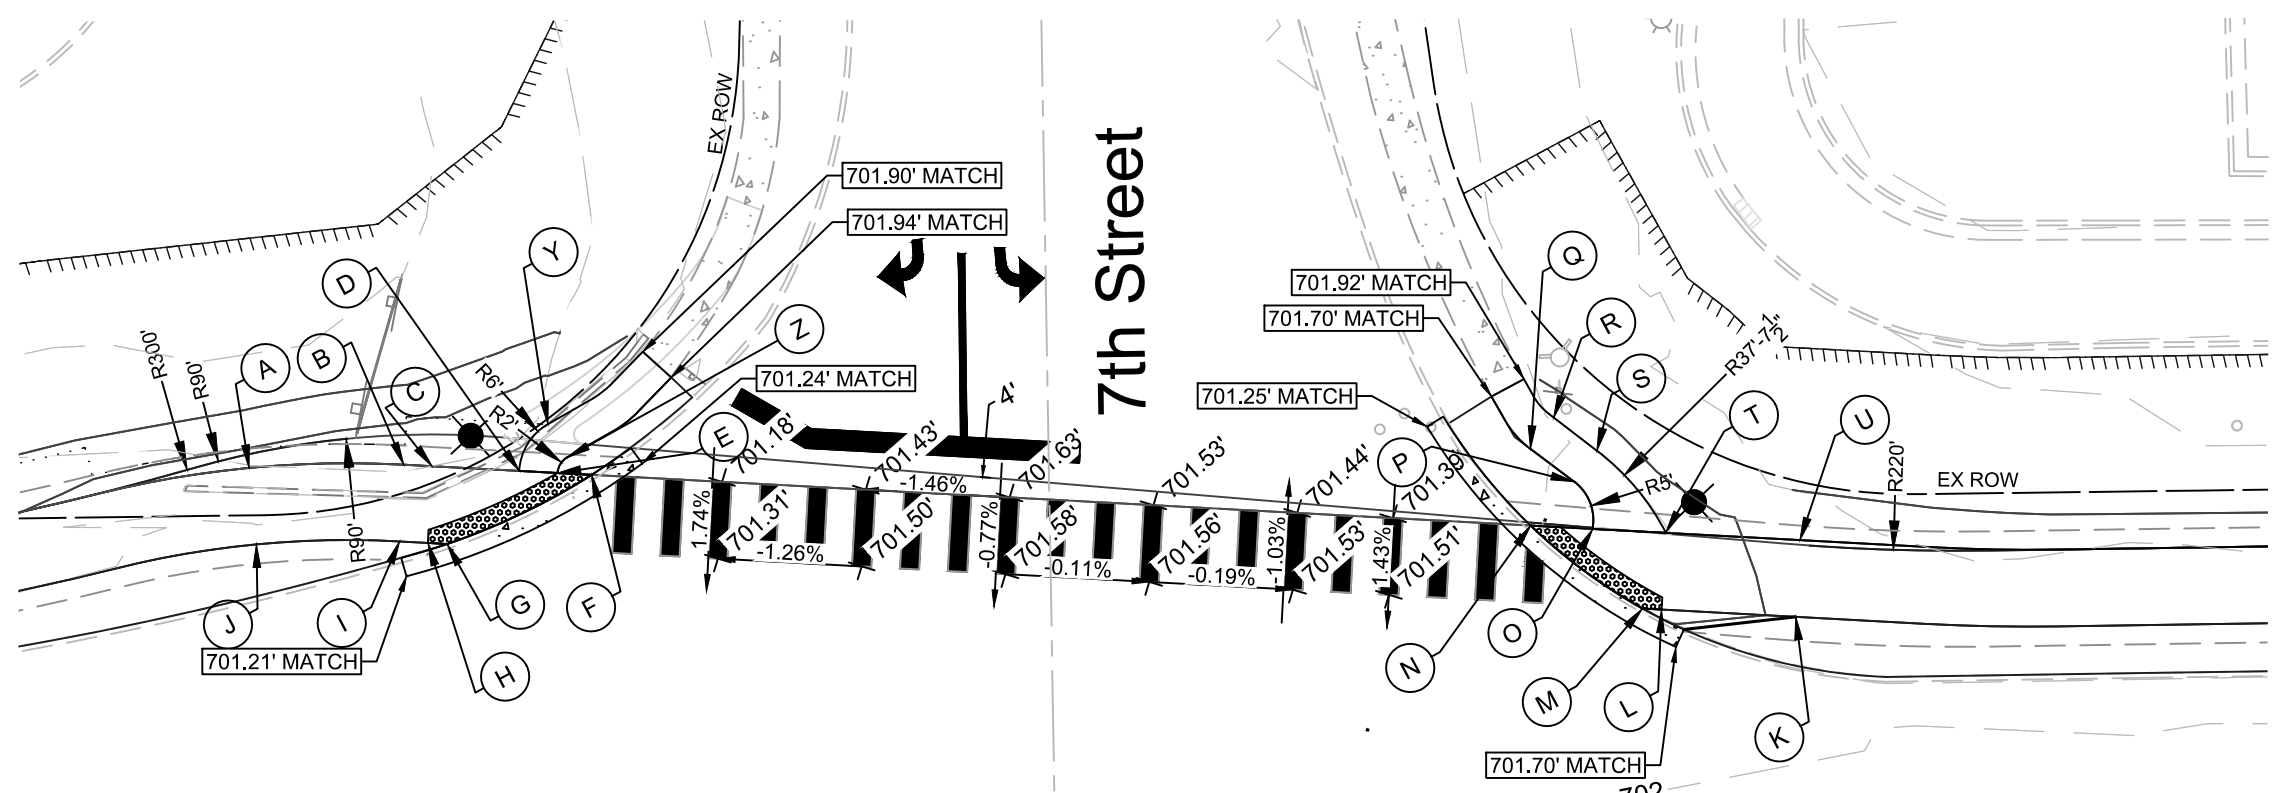 EX ROW
701.90' MATCH
701.94' MATCH
7th Street
Y
D
Q
701.92' MATCH
701.70' MATCH
R
Z
R300'
R90'
A
B
C
R6'
R2'
701.24' MATCH
4'
701.25' MATCH
S
R37'-7½"
T
U
E
P
701.18'
701.43'
701.63'
701.53'
701.44'
701.39'
R5'
R220'
EX ROW
-1.46%
1.74%
-0.77%
-1.03%
1.43%
701.31'
701.50'
701.58'
701.56'
701.53'
701.51'
-1.26%
-0.11%
-0.19%
R90'
J
I
G
F
H
701.21' MATCH
N
O
M
L
K
701.70' MATCH
702